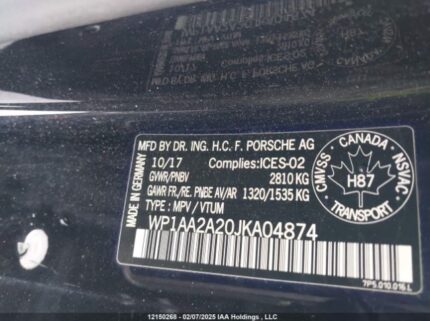 MFD BY DR. ING. H.C. F. PORSCHE AG
10/17 Complies:ICES-02
GVWR/PNBV 2810 KG
GAWR FR./RE. PNBE AV/AR 1320/1535 KG
TYPE : MPV / VTUM
WP1AA2A20JKA04874
MADE IN GERMANY
CMVSS CANADA NSVAC
H87
TRANSPORT
7P5.010.016 L
12150268 - 02/07/2025 IAA Holdings, LLC